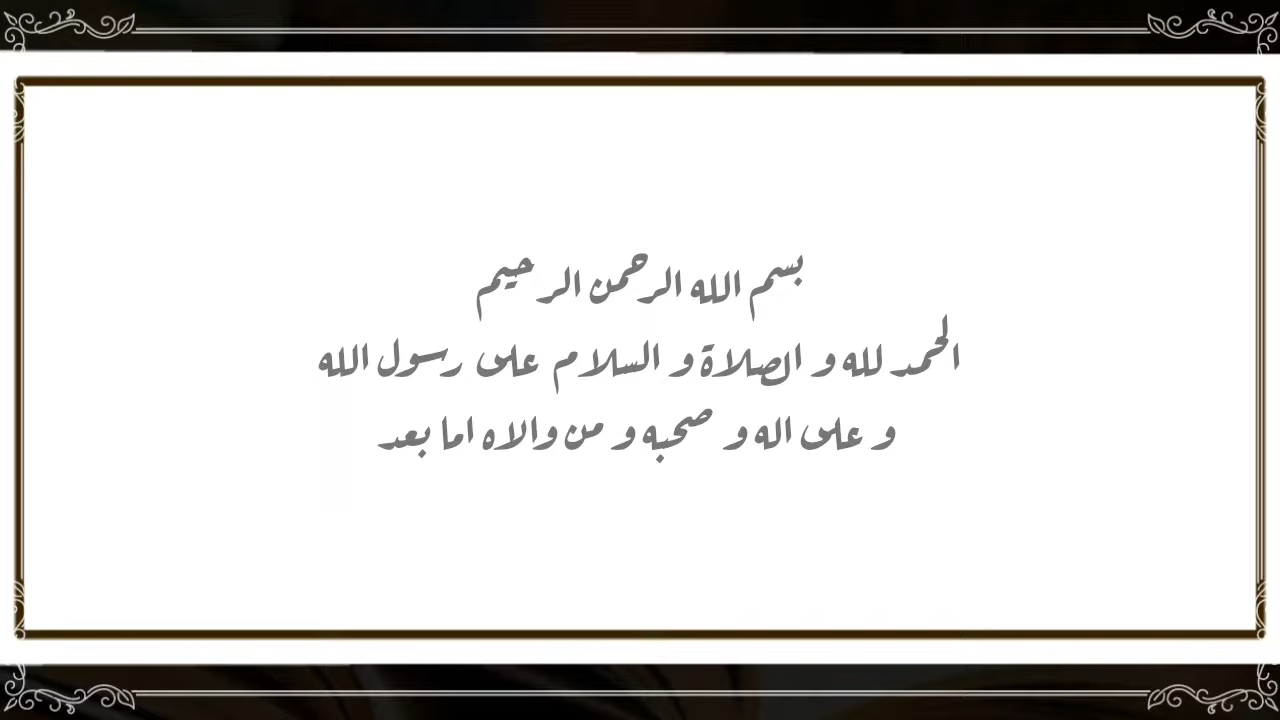 بسم الله الرحمن الرحيم
الحمد لله و الصلاة و السلام على رسول الله
و على اله و صحبه و من والاه اما بعد